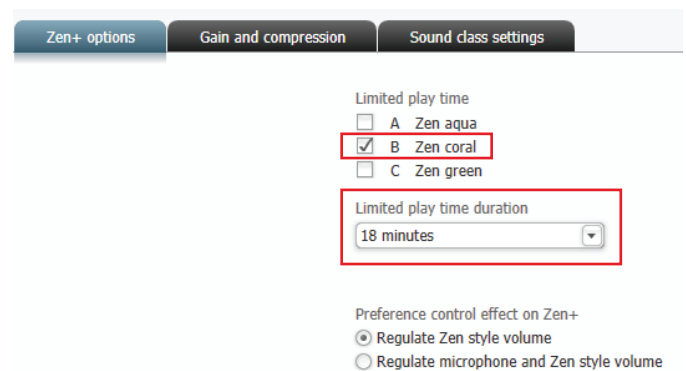 Zen+ options Gain and compression Sound class settings
Limited play time
A Zen aqua
B Zen coral
C Zen green
Limited play time duration
18 minutes
Preference control effect on Zen+
Regulate Zen style volume
Regulate microphone and Zen style volume